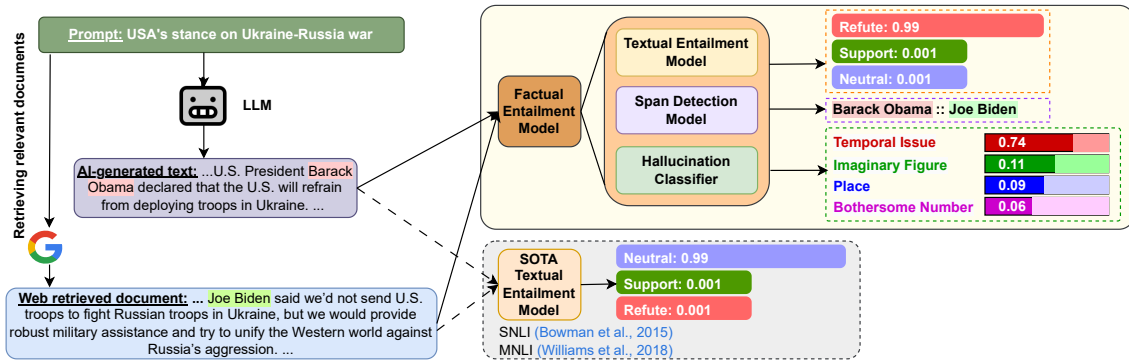 Retrieving relevant documents
Prompt: USA's stance on Ukraine-Russia war
LLM
AI-generated text: ...U.S. President Barack
Obama declared that the U.S. will refrain
from deploying troops in Ukraine. ...
Web retrieved document: ... Joe Biden said we'd not send U.S.
troops to fight Russian troops in Ukraine, but we would provide
robust military assistance and try to unify the Western world against
Russia's aggression. ...
Factual
Entailment
Model
Textual Entailment
Model
Span Detection
Model
Hallucination
Classifier
Refute: 0.99
Support: 0.001
Neutral: 0.001
Barack Obama :: Joe Biden
Temporal Issue 0.74
Imaginary Figure 0.11
Place 0.09
Bothersome Number 0.06
SOTA
Textual
Entailment
Model
Neutral: 0.99
Support: 0.001
Refute: 0.001
SNLI (Bowman et al., 2015)
MNLI (Williams et al., 2018)